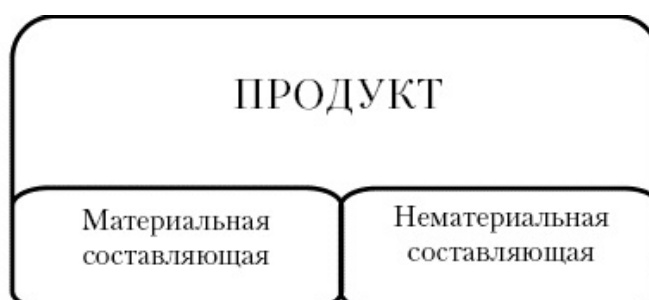 ПРОДУКТ
Материальная
составляющая
Нематериальная
составляющая